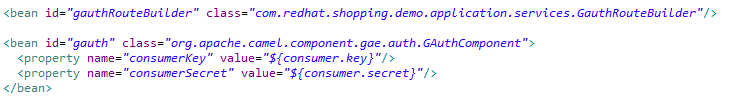 <bean id="gauthRouteBuilder" class="com.redhat.shopping.demo.application.services.GauthRouteBuilder"/>
<bean id="gauth" class="org.apache.camel.component.gae.auth.GAuthComponent">
<property name="consumerKey" value="${consumer.key}"/>
<property name="consumerSecret" value="${consumer.secret}"/>
</bean>